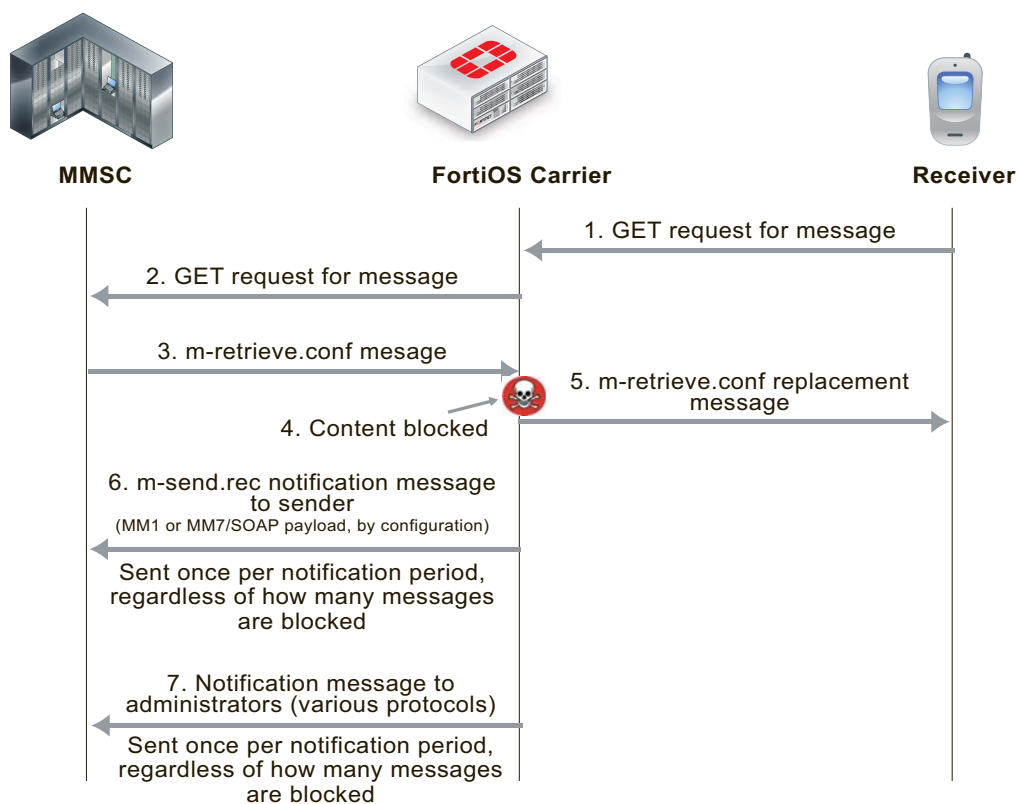 MMSC
FortiOS Carrier
Receiver
1. GET request for message
2. GET request for message
3. m-retrieve.conf mesage
4. Content blocked
5. m-retrieve.conf replacement
message
6. m-send.rec notification message
to sender
(MM1 or MM7/SOAP payload, by configuration)
Sent once per notification period,
regardless of how many messages
are blocked
7. Notification message to
administrators (various protocols)
Sent once per notification period,
regardless of how many messages
are blocked